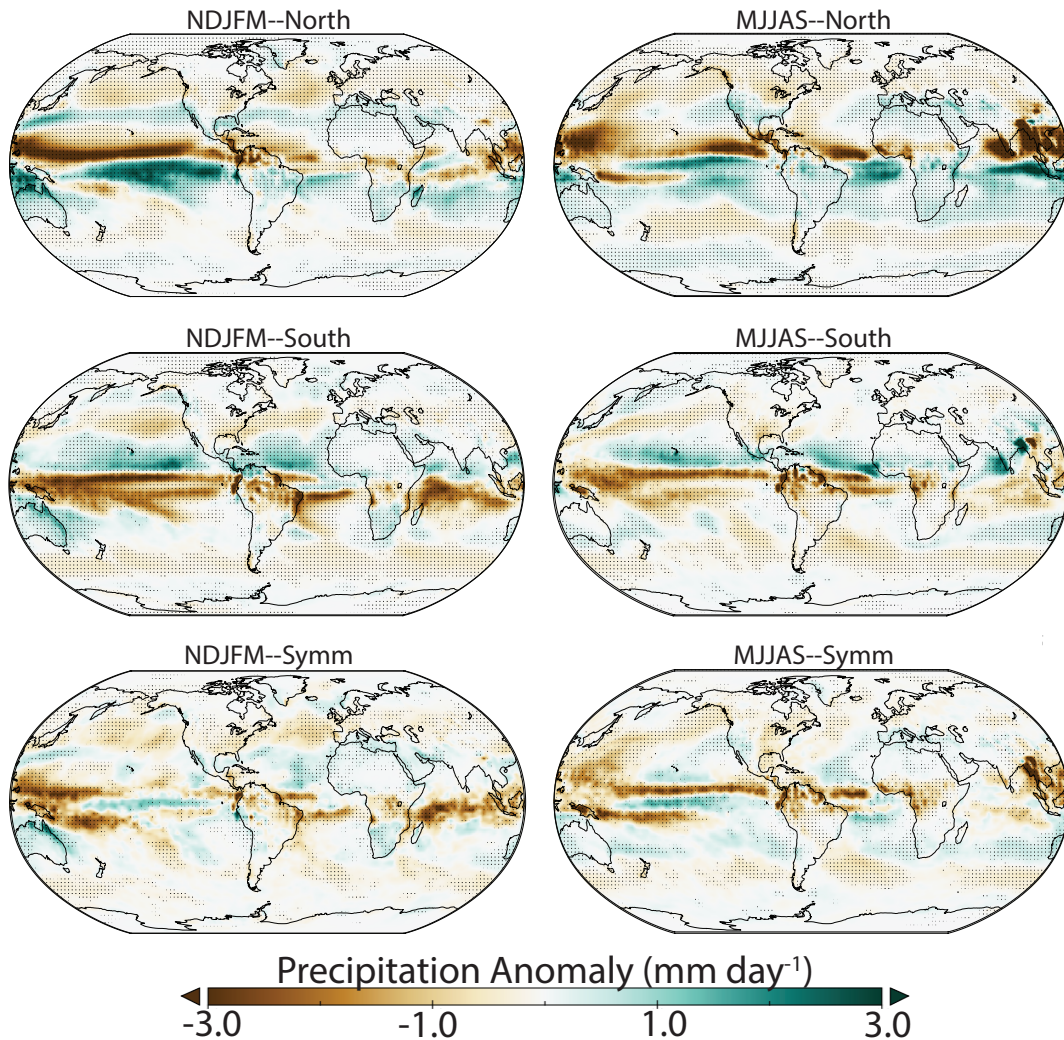 NDJFM--North
MJJAS--North
NDJFM--South
MJJAS--South
NDJFM--Symm
MJJAS--Symm
Precipitation Anomaly (mm day⁻¹)
-3.0 -1.0 1.0 3.0